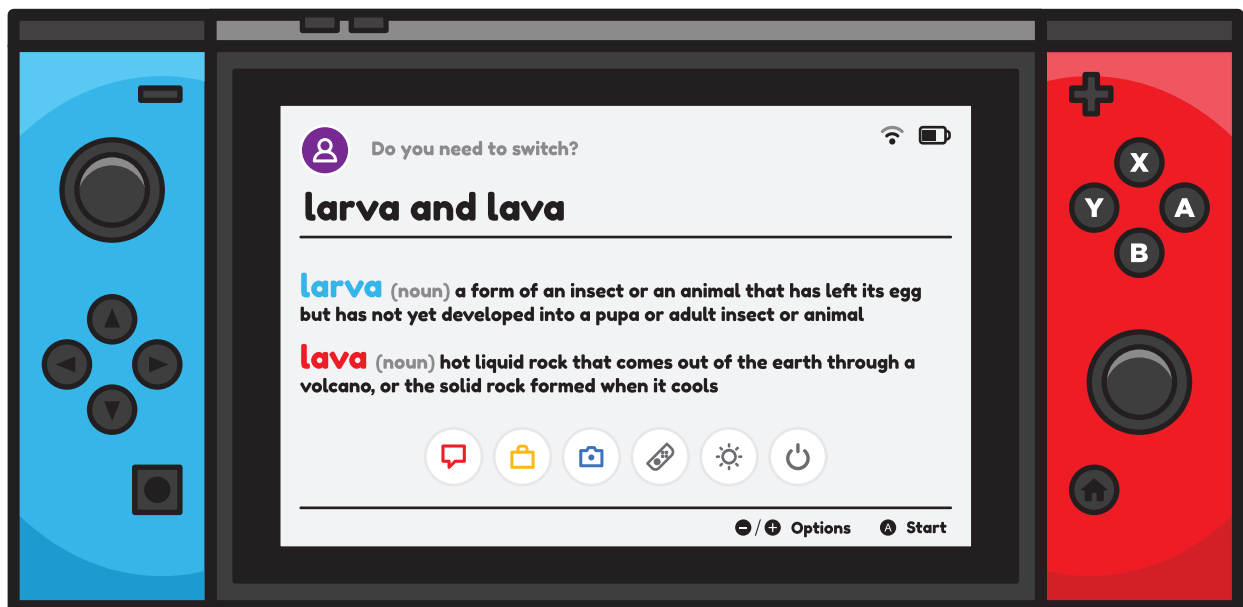 Do you need to switch?
larva and lava
larva (noun) a form of an insect or an animal that has left its egg
but has not yet developed into a pupa or adult insect or animal
lava (noun) hot liquid rock that comes out of the earth through a
volcano, or the solid rock formed when it cools
−/+ Options A Start
X
Y A
B